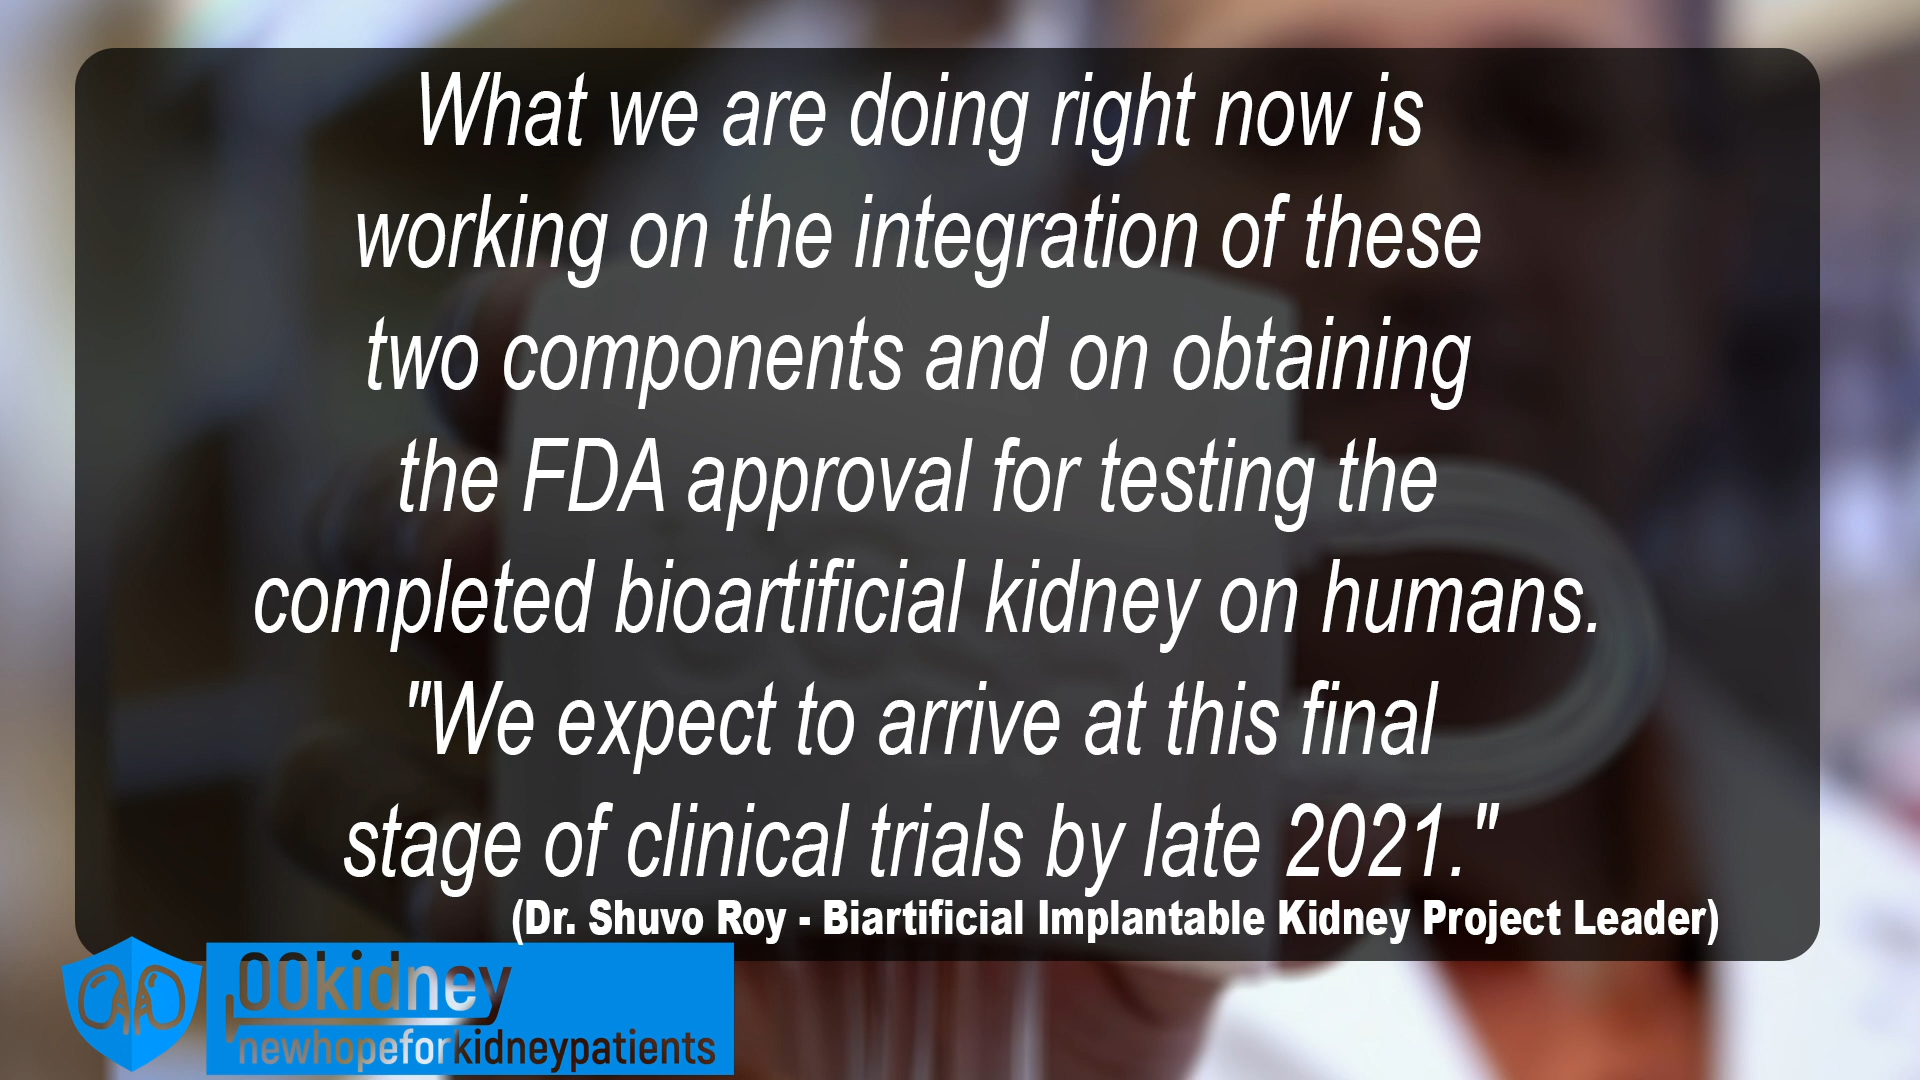 What we are doing right now is
working on the integration of these
two components and on obtaining
the FDA approval for testing the
completed bioartificial kidney on humans.
"We expect to arrive at this final
stage of clinical trials by late 2021."
(Dr. Shuvo Roy - Biartificial Implantable Kidney Project Leader)
00kidney
newhopeforkidneypatients